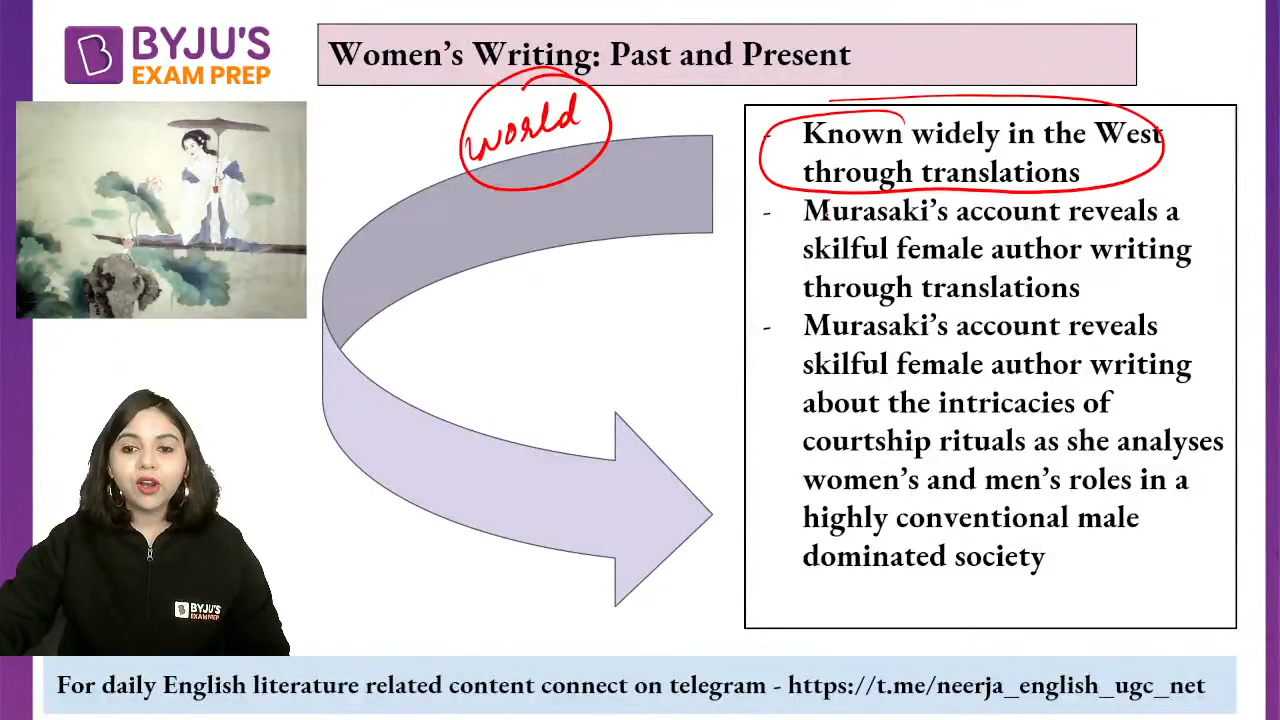 BYJU'S
EXAM PREP
Women's Writing: Past and Present
world
- Known widely in the West
through translations
- Murasaki's account reveals a
skilful female author writing
through translations
- Murasaki's account reveals
skilful female author writing
about the intricacies of
courtship rituals as she analyses
women's and men's roles in a
highly conventional male
dominated society
BYJU'S
EXAM PREP
For daily English literature related content connect on telegram - https://t.me/neerja_english_ugc_net